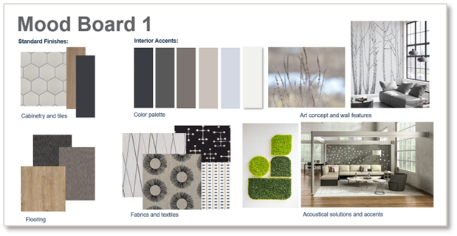 Mood Board 1
Standard Finishes:
Interior Accents:
Cabinetry and tiles
Color palette
Art concept and wall features
Flooring
Fabrics and textiles
Accoustical solutions and accents